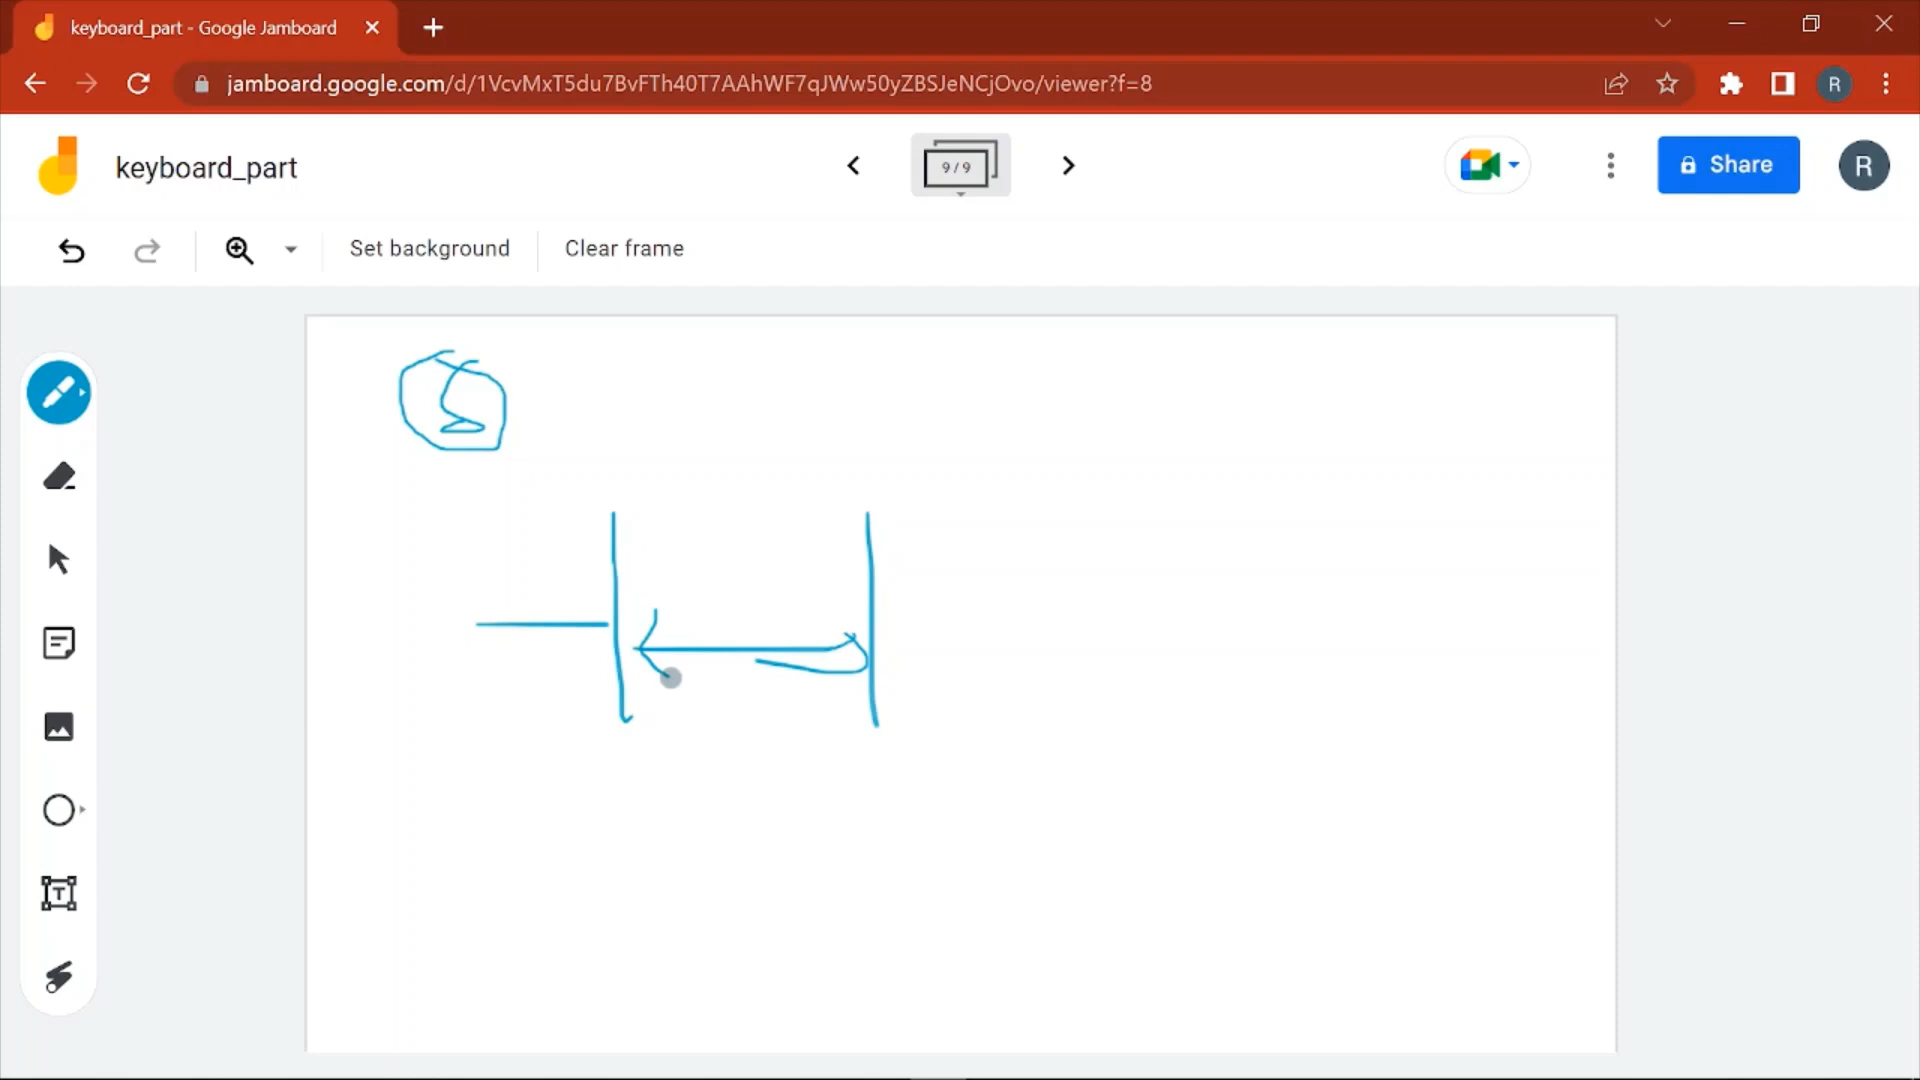 keyboard_part - Google Jamboard
jamboard.google.com/d/1VcvMxT5du7BvFTh40T7AAhWF7qJWw50yZBSJeNCjOvo/viewer?f=8
R
keyboard_part
9 / 9
Share
R
Set background
Clear frame
T